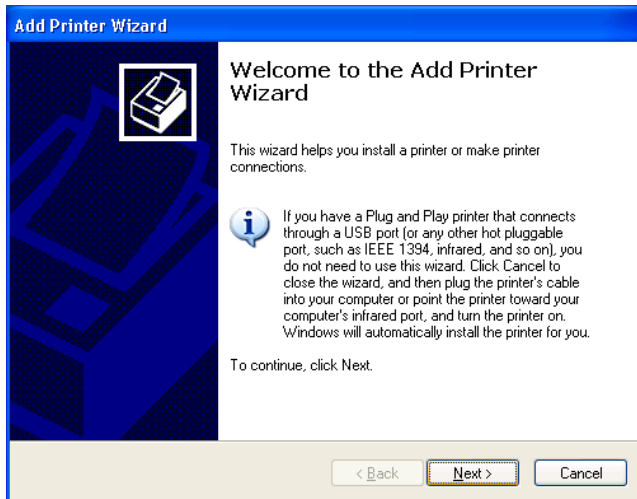 Add Printer Wizard
Welcome to the Add Printer
Wizard
This wizard helps you install a printer or make printer
connections.
If you have a Plug and Play printer that connects
through a USB port (or any other hot pluggable
port, such as IEEE 1394, infrared, and so on), you
do not need to use this wizard. Click Cancel to
close the wizard, and then plug the printer's cable
into your computer or point the printer toward your
computer's infrared port, and turn the printer on.
Windows will automatically install the printer for you.
To continue, click Next.
< Back
Next >
Cancel